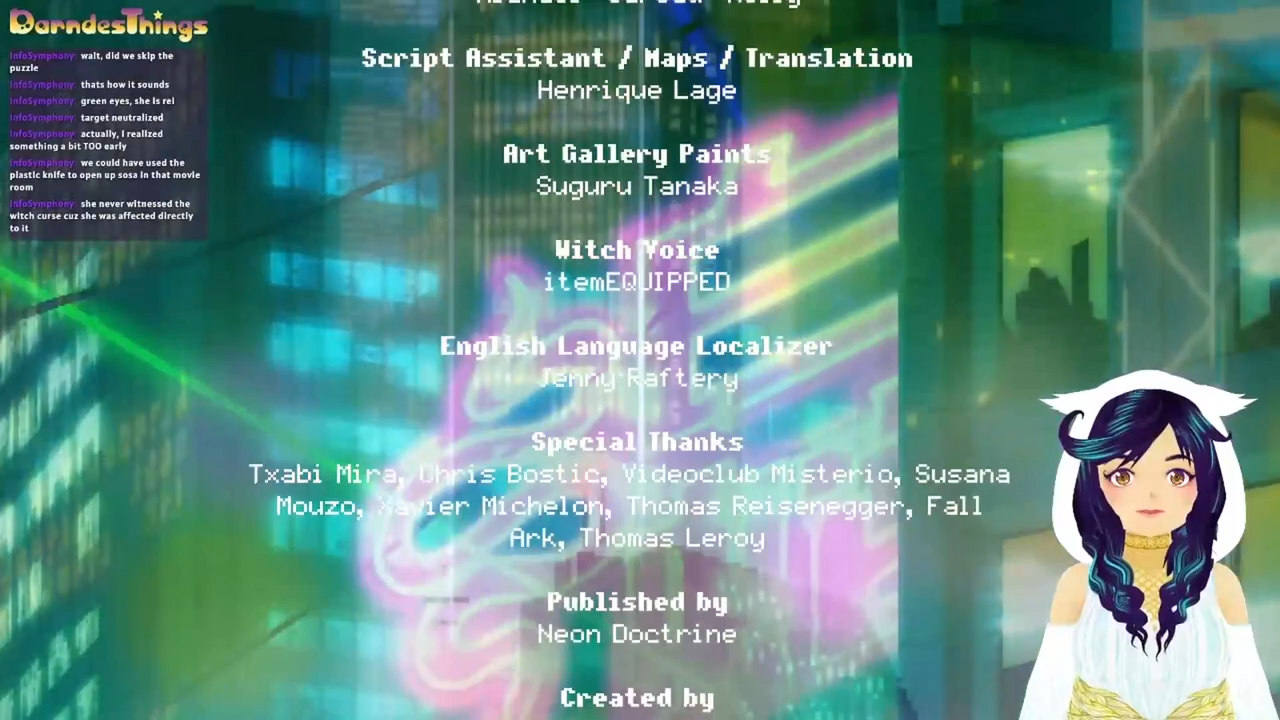 DarndesThings
InfoSymphony: wait, did we skip the
puzzle
InfoSymphony: thats how it sounds
InfoSymphony: green eyes, she is rei
InfoSymphony: target neutralized
InfoSymphony: actually, I realized
something a bit TOO early
InfoSymphony: we could have used the
plastic knife to open up sosa in that movie
room
InfoSymphony: she never witnessed the
witch curse cuz she was affected directly
to it
Script Assistant / Maps / Translation
Henrique Lage
Art Gallery Paints
Suguru Tanaka
Witch Voice
itemEQUIPPED
English Language Localizer
Jenny Raftery
Special Thanks
Txabi Mira, Chris Bostic, Videoclub Misterio, Susana
Mouzo, Xavier Michelon, Thomas Reisenegger, Fall
Ark, Thomas Leroy
Published by
Neon Doctrine
Created by